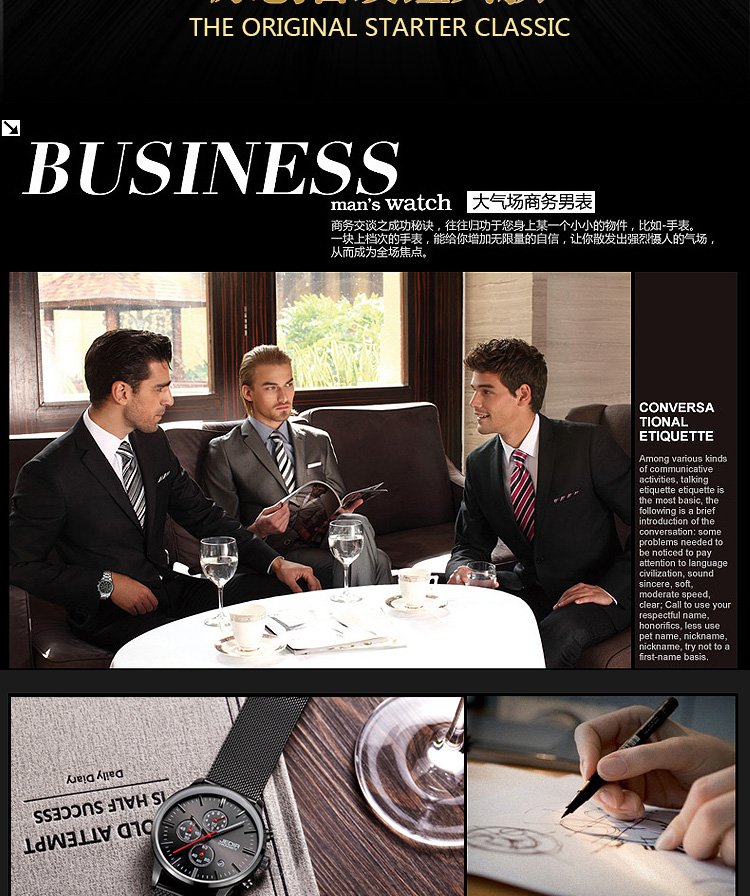 THE ORIGINAL STARTER CLASSIC
BUSINESS
man's watch 大气场商务男表
商务交谈之成功秘诀，往往归功于您身上某一个小小的物件，比如-手表。
一块上档次的手表，能给你增加无限量的自信，让你散发出强烈慑人的气场，
从而成为全场焦点。
CONVERSA
TIONAL
ETIQUETTE
Among various kinds
of communicative
activities, talking
etiquette etiquette is
the most basic, the
following is a brief
introduction of the
conversation: some
problems needed to
be noticed to pay
attention to language
civilization, sound
sincere, soft,
moderate speed,
clear; Call to use your
respectful name,
honorifics, less use
pet name, nickname,
nickname, try not to a
first-name basis.
Daily Diary
IS HALF SUCCESS
OLD ATTEMPT